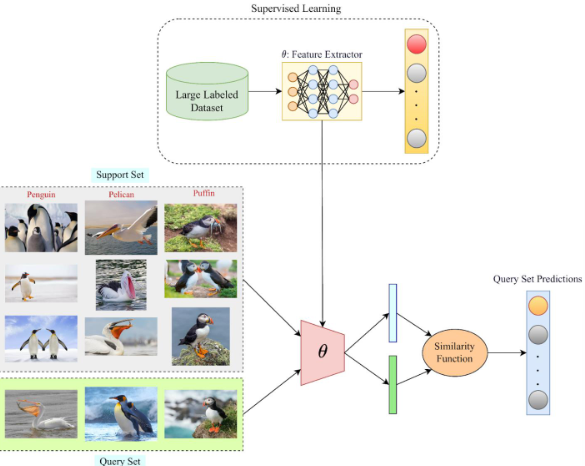 Supervised Learning
θ: Feature Extractor
Large Labeled
Dataset
Support Set
Penguin
Pelican
Puffin
Query Set Predictions
θ
Similarity
Function
Query Set